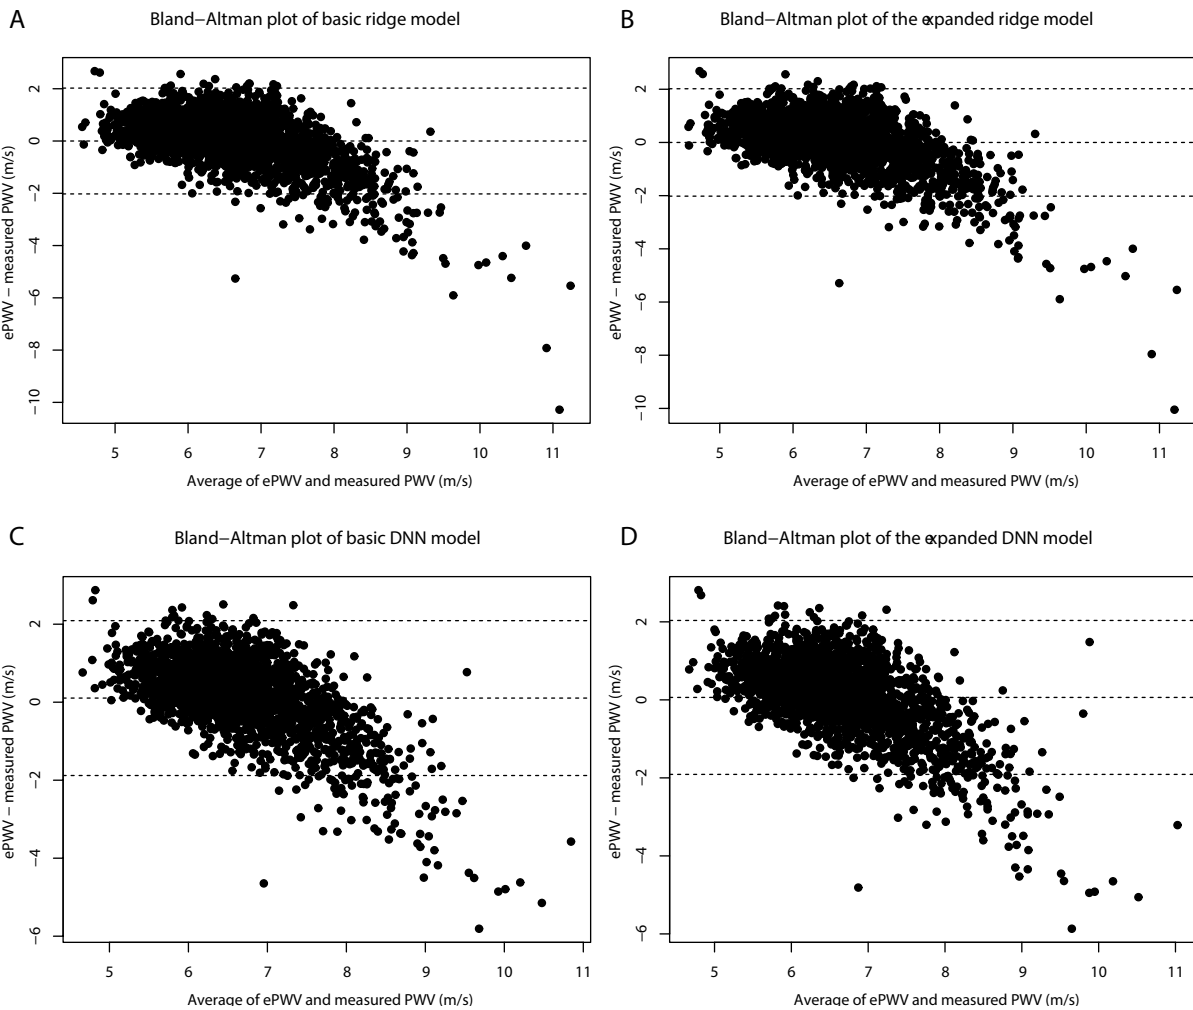 A
Bland−Altman plot of basic ridge model
ePWV − measured PWV (m/s)
2
0
−2
−4
−6
−8
−10
5 6 7 8 9 10 11
Average of ePWV and measured PWV (m/s)
B
Bland−Altman plot of the expanded ridge model
ePWV − measured PWV (m/s)
2
0
−2
−4
−6
−8
−10
5 6 7 8 9 10 11
Average of ePWV and measured PWV (m/s)
C
Bland−Altman plot of basic DNN model
ePWV − measured PWV (m/s)
2
0
−2
−4
−6
5 6 7 8 9 10 11
Average of ePWV and measured PWV (m/s)
D
Bland−Altman plot of the expanded DNN model
ePWV − measured PWV (m/s)
2
0
−2
−4
−6
5 6 7 8 9 10 11
Average of ePWV and measured PWV (m/s)